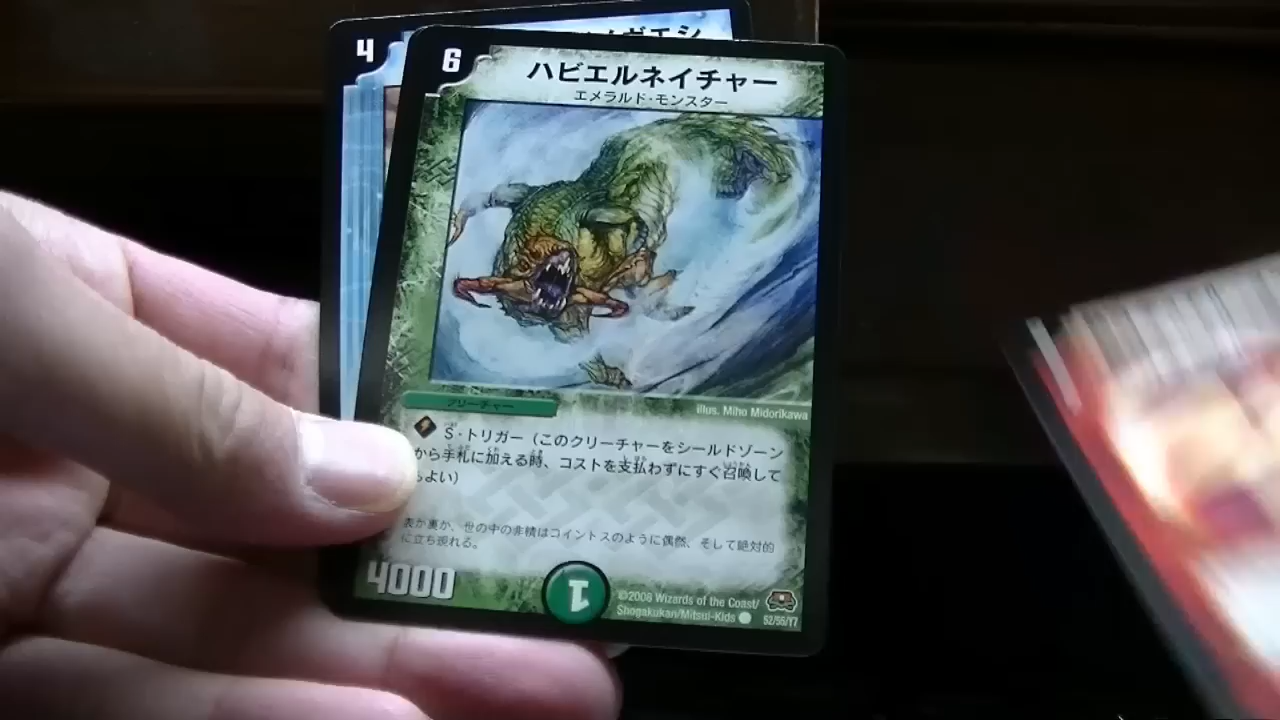 4
6
ハビエルネイチャー
エメラルド・モンスター
クリーチャー
illus. Miho Midorikawa
S・トリガー（このクリーチャーをシールドゾーン
から手札に加える時、コストを支払わずにすぐ召喚して
よい）
表か裏か、世の中の非情はコイントスのように偶然、そして絶対的
に立ち現れる。
4000
1
©2008 Wizards of the Coast/
Shogakukan/Mitsui-Kids
52/55/Y7